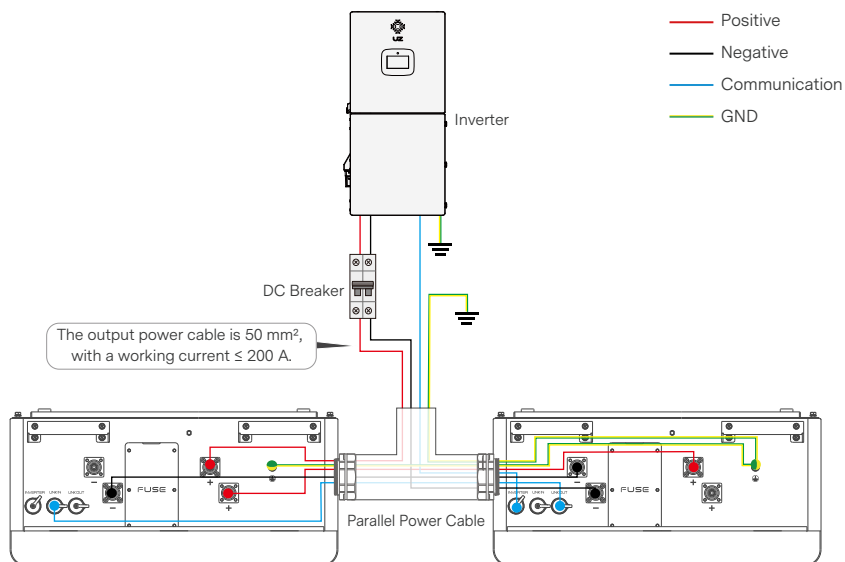 Positive
Negative
Communication
GND
UZ
Inverter
DC Breaker
The output power cable is 50 mm²,
with a working current ≤ 200 A.
− + FUSE − +
INVERTER LINKIN LINKOUT
Parallel Power Cable
− + FUSE − +
INVERTER LINKIN LINKOUT